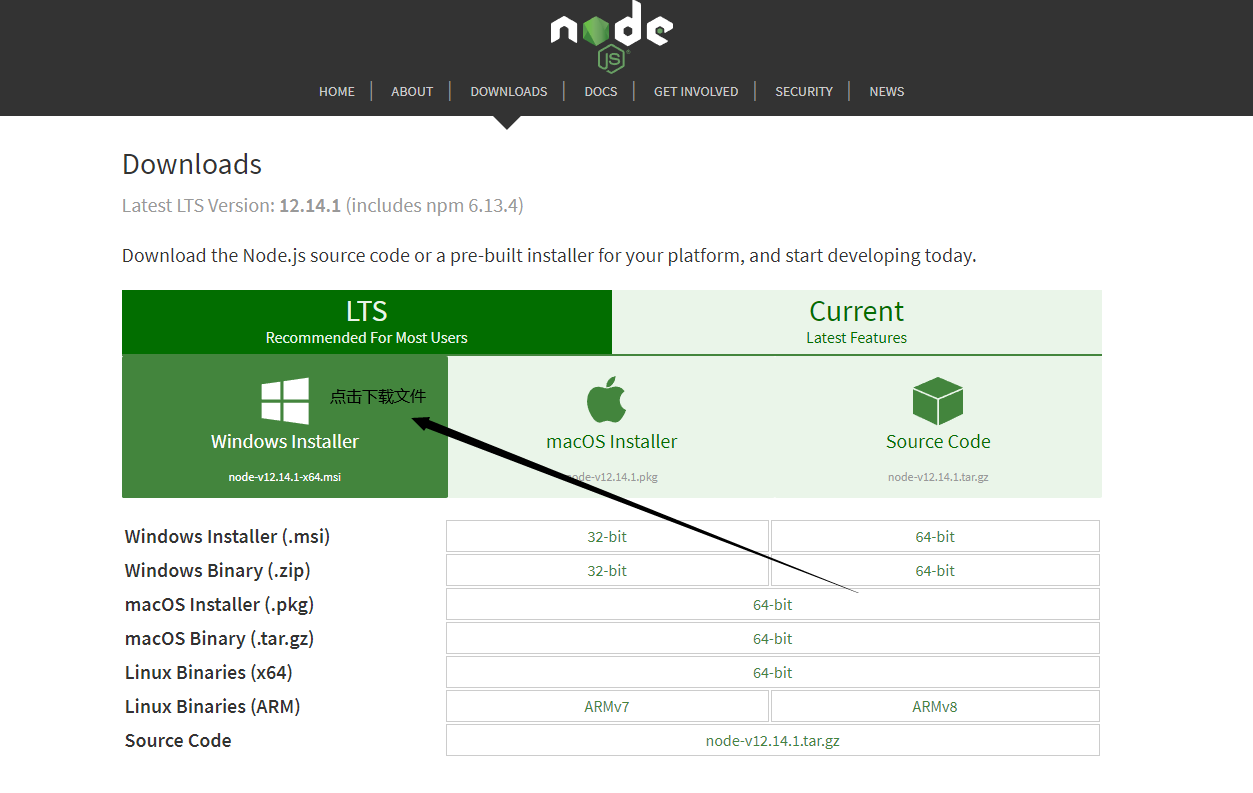 node
JS
HOME ABOUT DOWNLOADS DOCS GET INVOLVED SECURITY NEWS
Downloads
Latest LTS Version: 12.14.1 (includes npm 6.13.4)
Download the Node.js source code or a pre-built installer for your platform, and start developing today.
LTS
Recommended For Most Users
Current
Latest Features
点击下载文件
Windows Installer
node-v12.14.1-x64.msi
macOS Installer
node-v12.14.1.pkg
Source Code
node-v12.14.1.tar.gz
Windows Installer (.msi) 32-bit 64-bit
Windows Binary (.zip) 32-bit 64-bit
macOS Installer (.pkg) 64-bit
macOS Binary (.tar.gz) 64-bit
Linux Binaries (x64) 64-bit
Linux Binaries (ARM) ARMv7 ARMv8
Source Code node-v12.14.1.tar.gz